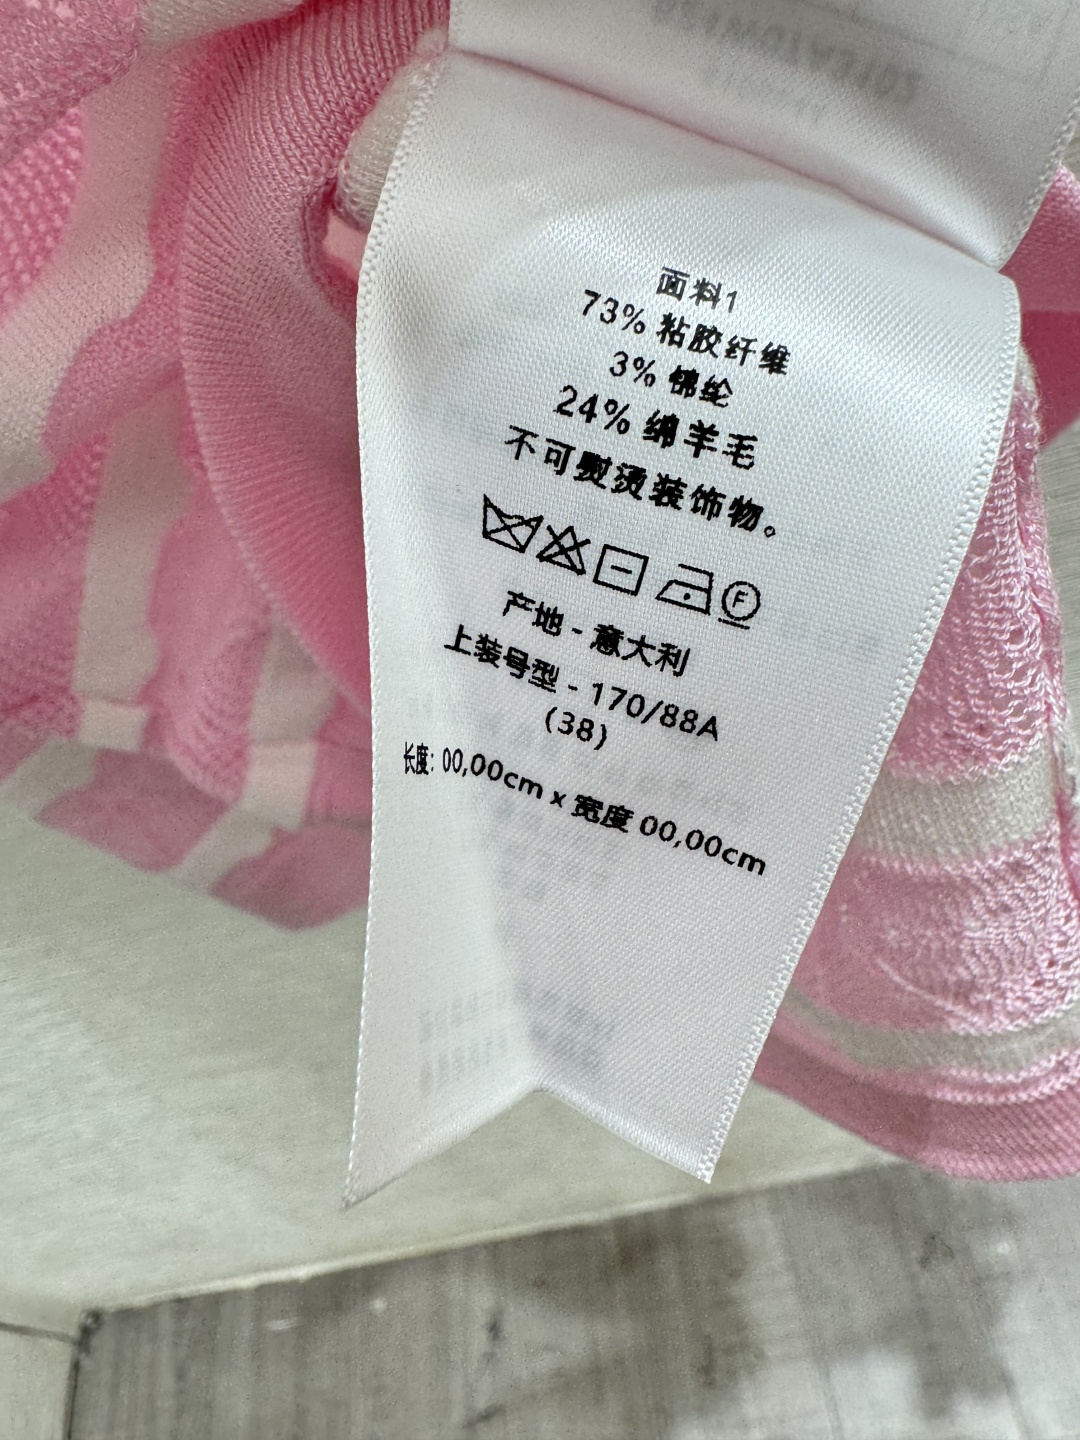 面料1
73% 粘胶纤维
3% 锦纶
24% 绵羊毛
不可熨烫装饰物。
F
产地 - 意大利
上装号型 - 170/88A
(38)
长度: 00,00cm x 宽度 00,00cm